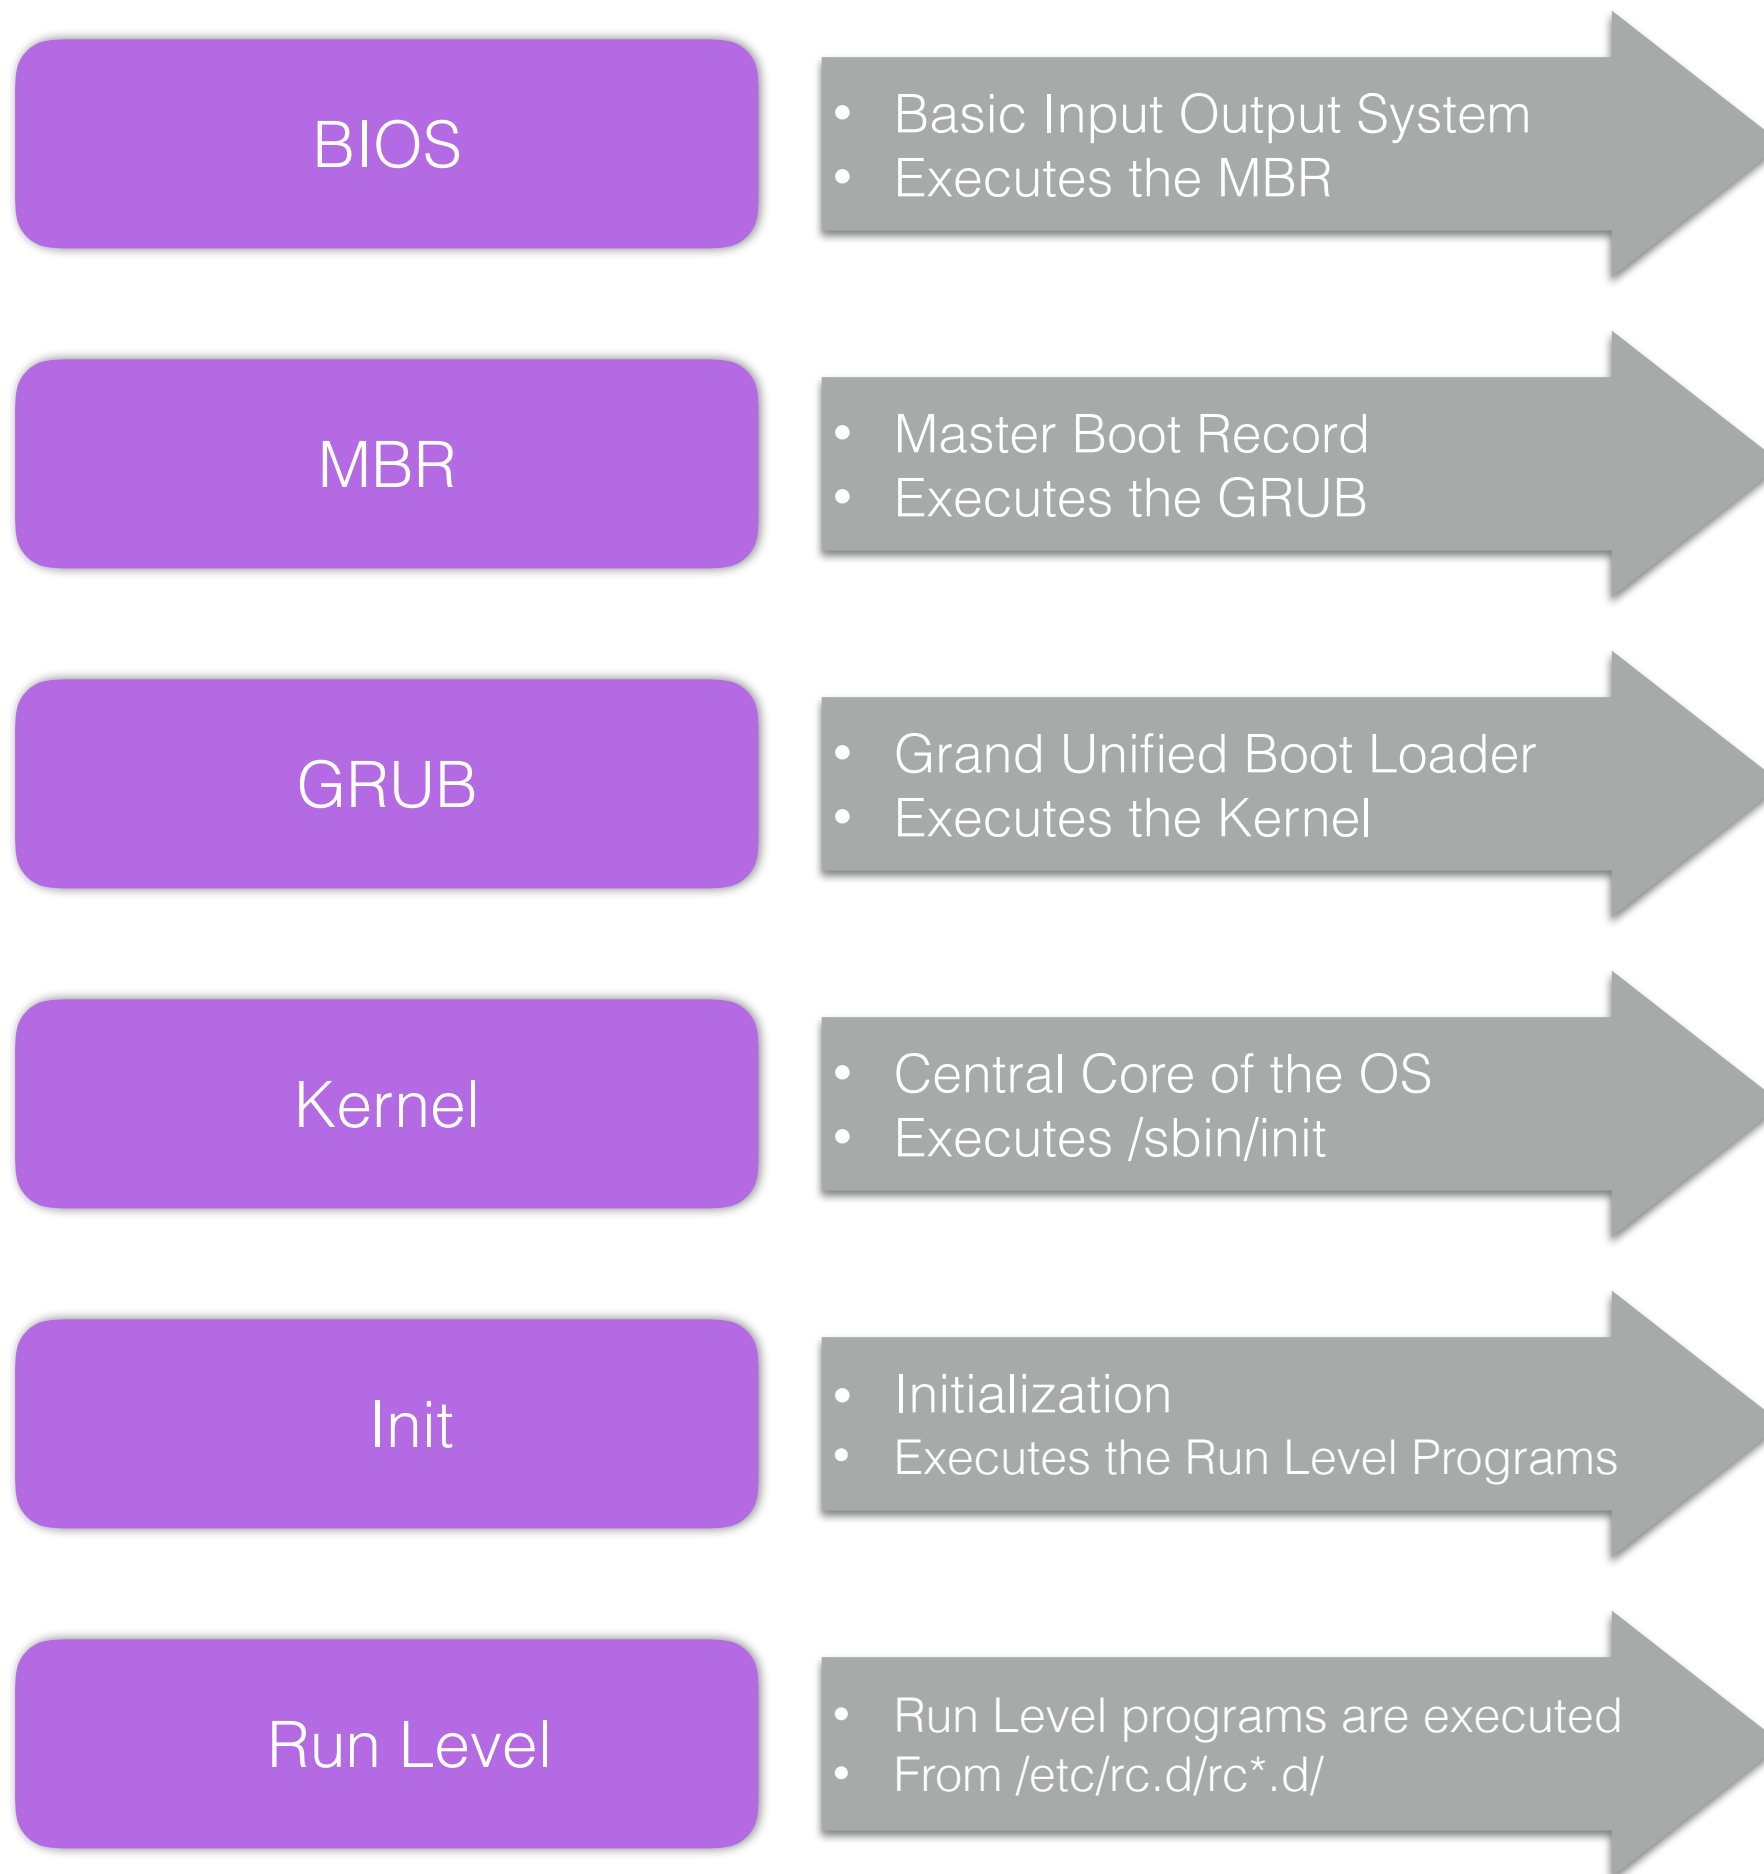 BIOS
• Basic Input Output System
• Executes the MBR
MBR
• Master Boot Record
• Executes the GRUB
GRUB
• Grand Unified Boot Loader
• Executes the Kernel
Kernel
• Central Core of the OS
• Executes /sbin/init
Init
• Initialization
• Executes the Run Level Programs
Run Level
• Run Level programs are executed
• From /etc/rc.d/rc*.d/